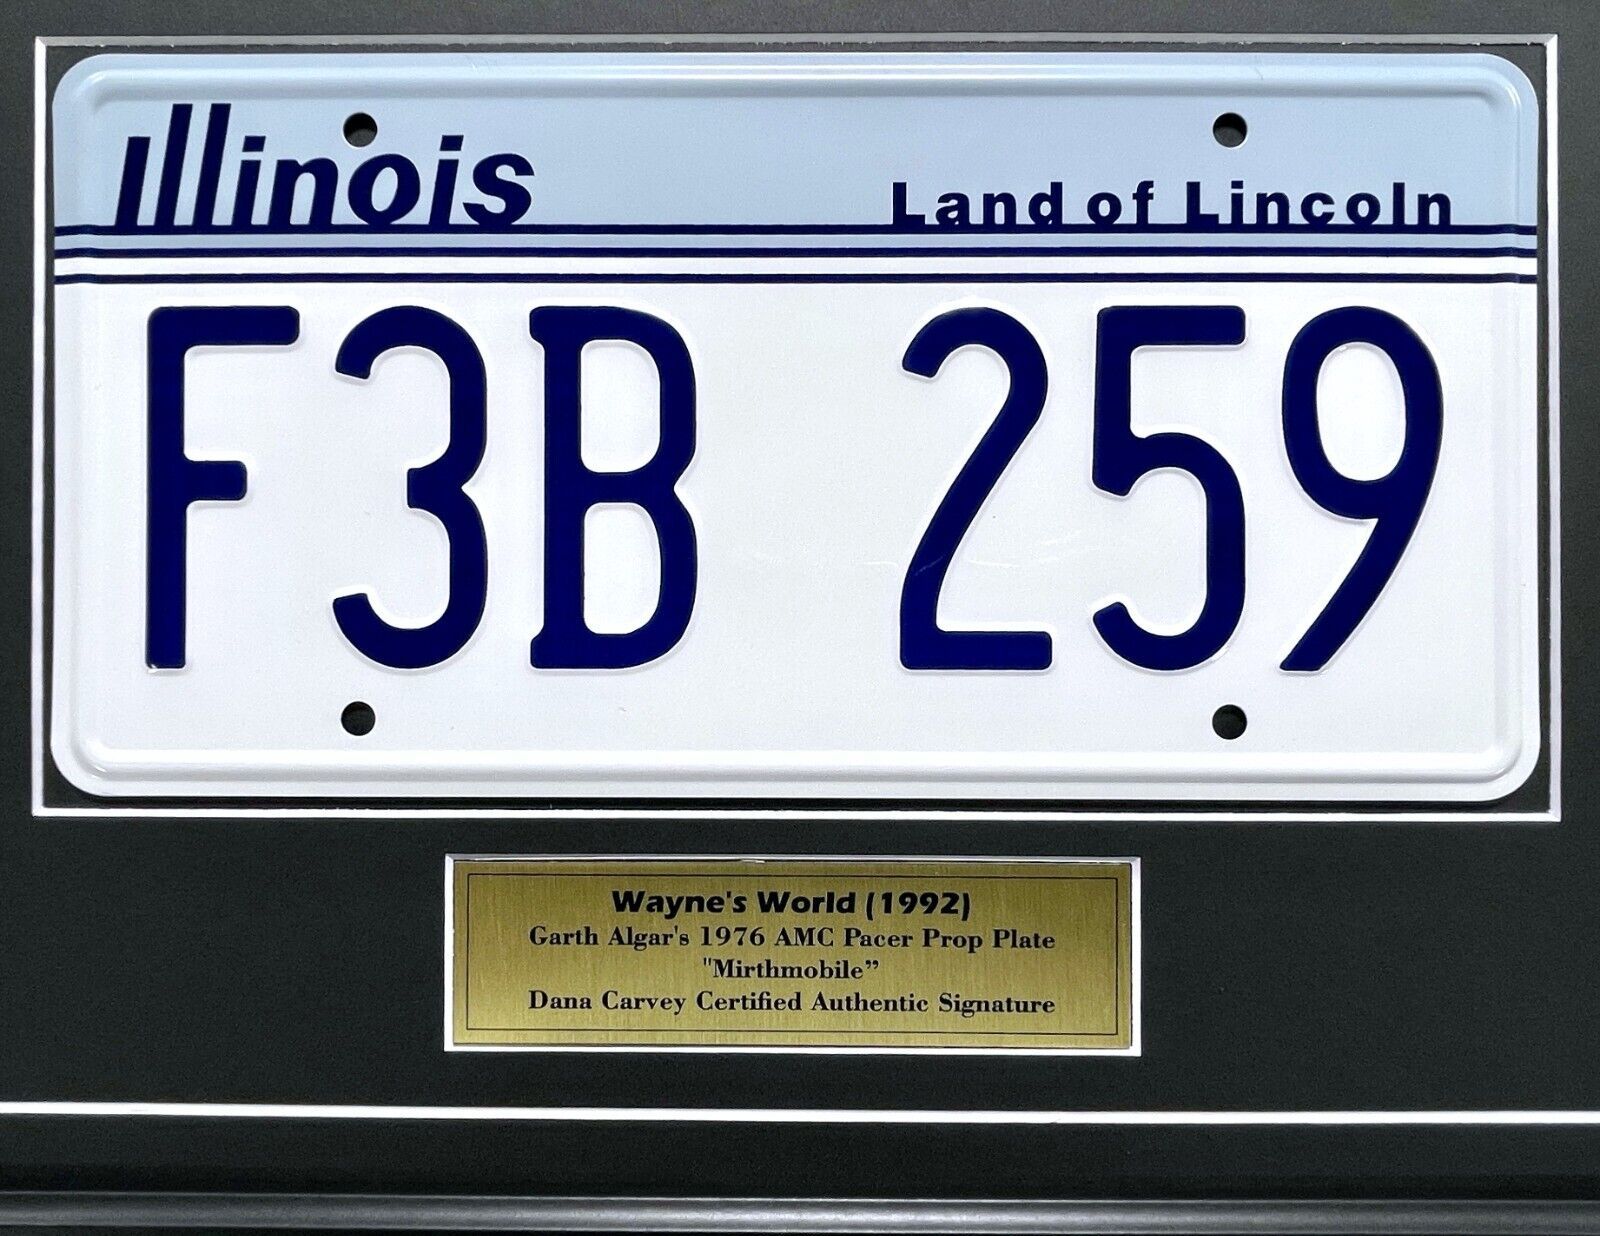 Illinois
Land of Lincoln
F3B 259
Wayne's World (1992)
Garth Algar's 1976 AMC Pacer Prop Plate
"Mirthmobile”
Dana Carvey Certified Authentic Signature